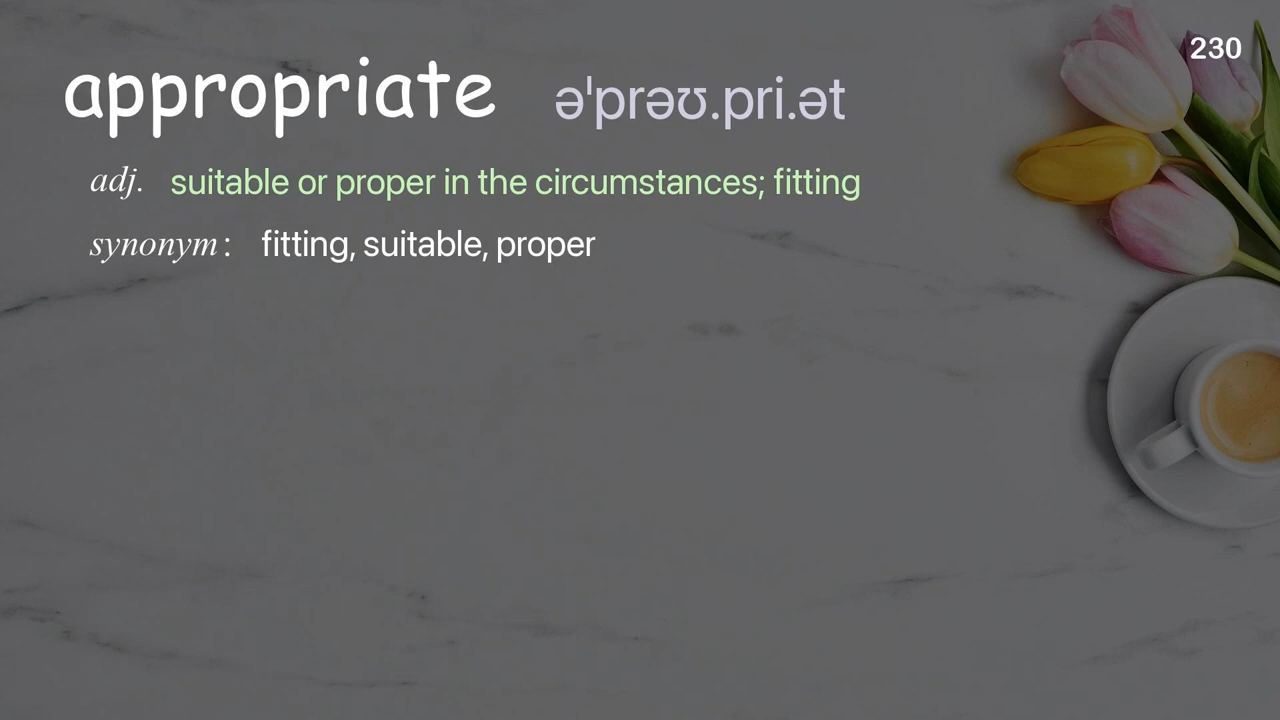 230
appropriate əˈprəʊ.pri.ət
adj. suitable or proper in the circumstances; fitting
synonym: fitting, suitable, proper